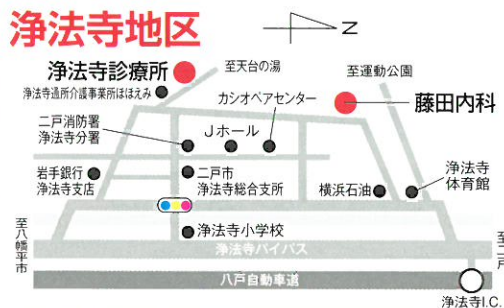 浄法寺地区
N
浄法寺診療所
浄法寺通所介護事業所ほほえみ
至天台の湯
至運動公園
カシオペアセンター
藤田内科
二戸消防署
浄法寺分署
Jホール
岩手銀行
浄法寺支店
二戸市
浄法寺総合支所
横浜石油
浄法寺
体育館
浄法寺小学校
至八幡平市
浄法寺バイパス
八戸自動車道
浄法寺I.C.